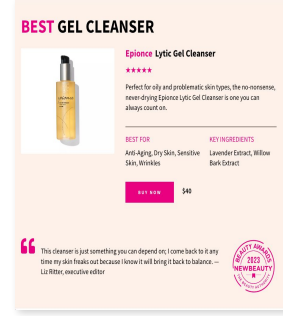 BEST GEL CLEANSER
Epionce Lytic Gel Cleanser
★★★★★
Perfect for oily and problematic skin types, the no-nonsense,
never-drying Epionce Lytic Gel Cleanser is one you can
always count on.
BEST FOR
Anti-Aging, Dry Skin, Sensitive
Skin, Wrinkles
KEY INGREDIENTS
Lavender Extract, Willow
Bark Extract
BUY NOW
$40
“This cleanser is just something you can depend on; I come back to it any
time my skin freaks out because I know it will bring it back to balance. —
Liz Ritter, executive editor
BEAUTY AWARDS
2023
NEWBEAUTY